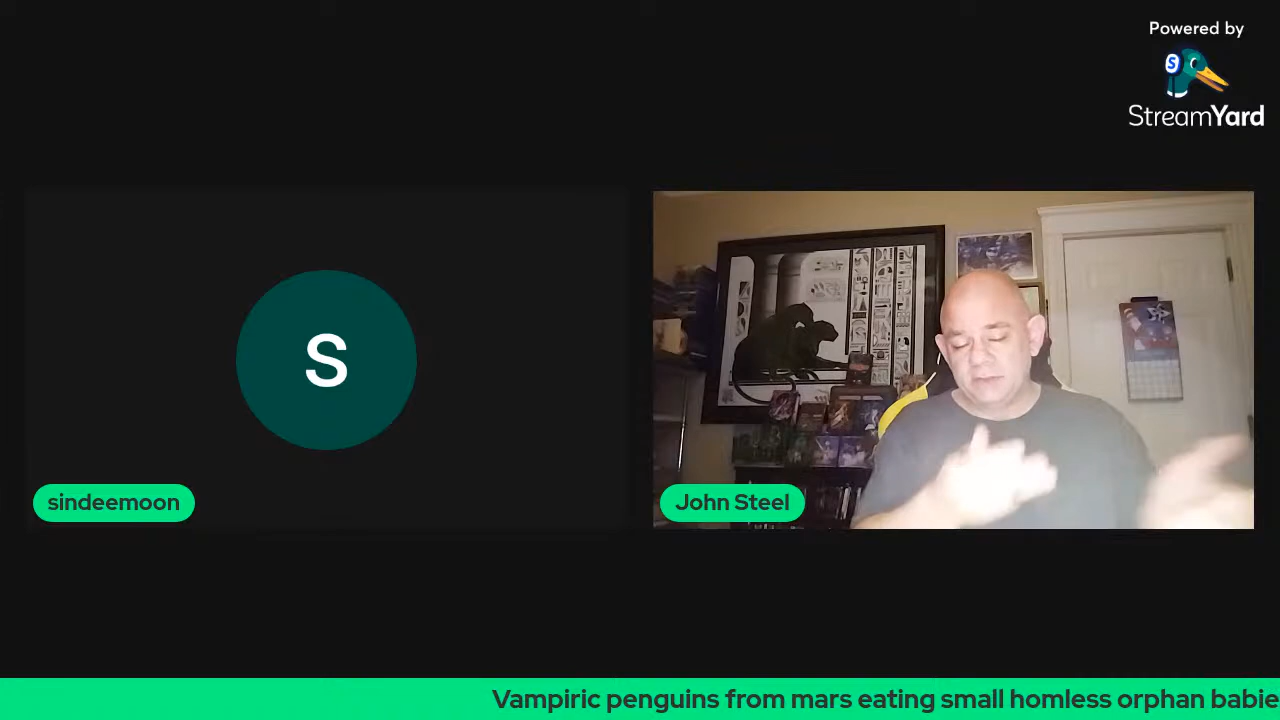 Powered by
S
StreamYard
S
sindeemoon
John Steel
Vampiric penguins from mars eating small homless orphan babie